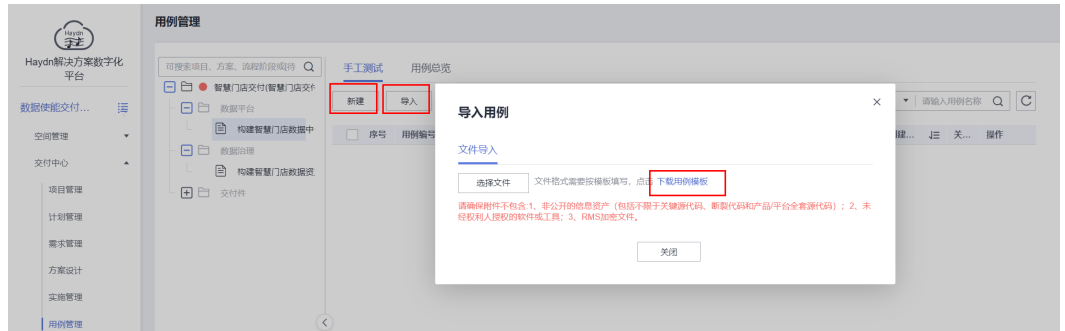 用例管理
Haydn
Haydn解决方案数字化
平台
数据使能交付...
空间管理
交付中心
项目管理
计划管理
需求管理
方案设计
实施管理
用例管理
可搜索项目、方案、流程阶段或待
智慧门店交付(智慧门店交付
数据平台
构建智慧门店数据中
数据治理
构建智慧门店数据资
交付件
手工测试 用例总览
新建 导入
请输入用例名称
序号 用例编号
关... 操作
导入用例
文件导入
选择文件 文件格式需要按模板填写，点击 下载用例模板
请确保附件不包含:1、非公开的信息资产（包括不限于关键源代码、断裂代码和产品/平台全套源代码）；2、未
经权利人授权的软件或工具；3、RMS加密文件。
关闭